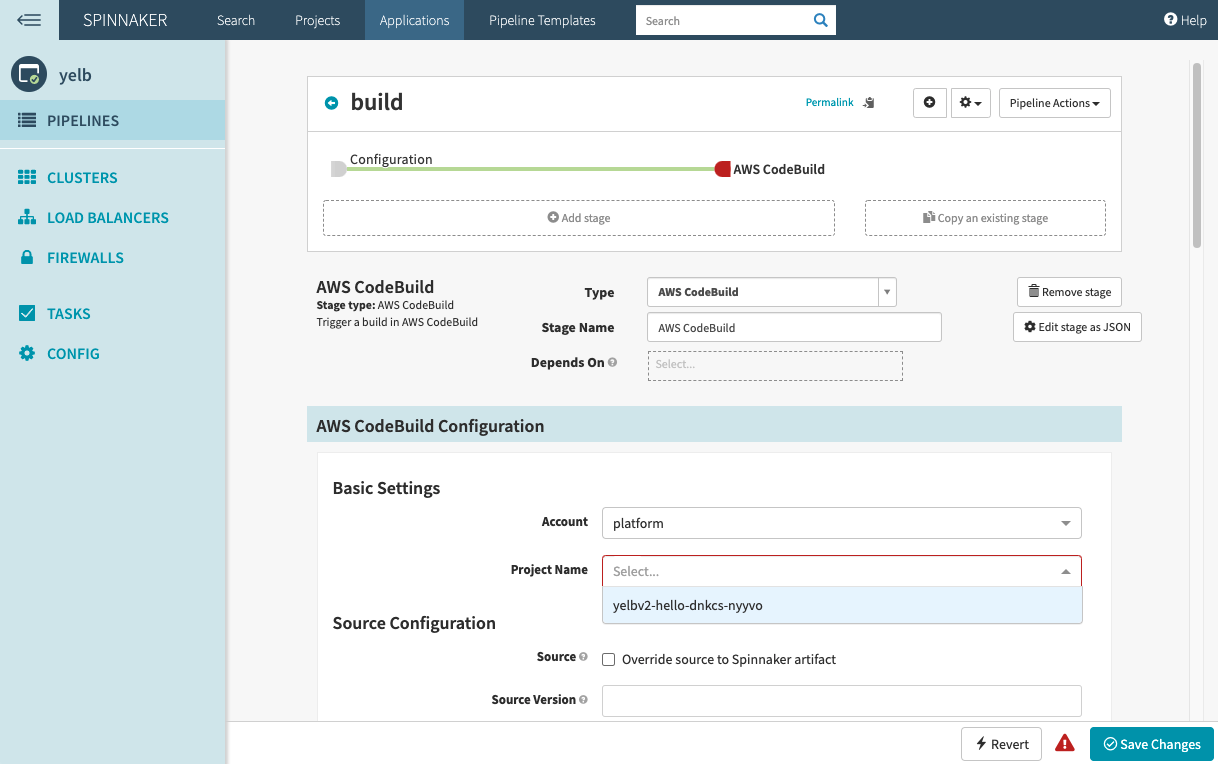 SPINNAKER Search Projects Applications Pipeline Templates Search Help
yelb
PIPELINES
CLUSTERS
LOAD BALANCERS
FIREWALLS
TASKS
CONFIG
build Permalink Pipeline Actions
Configuration
AWS CodeBuild
Add stage Copy an existing stage
AWS CodeBuild
Stage type: AWS CodeBuild
Trigger a build in AWS CodeBuild
Type AWS CodeBuild Remove stage
Stage Name AWS CodeBuild Edit stage as JSON
Depends On Select...
AWS CodeBuild Configuration
Basic Settings
Account platform
Project Name Select...
yelbv2-hello-dnkcs-nyyvo
Source Configuration
Source Override source to Spinnaker artifact
Source Version
Revert Save Changes